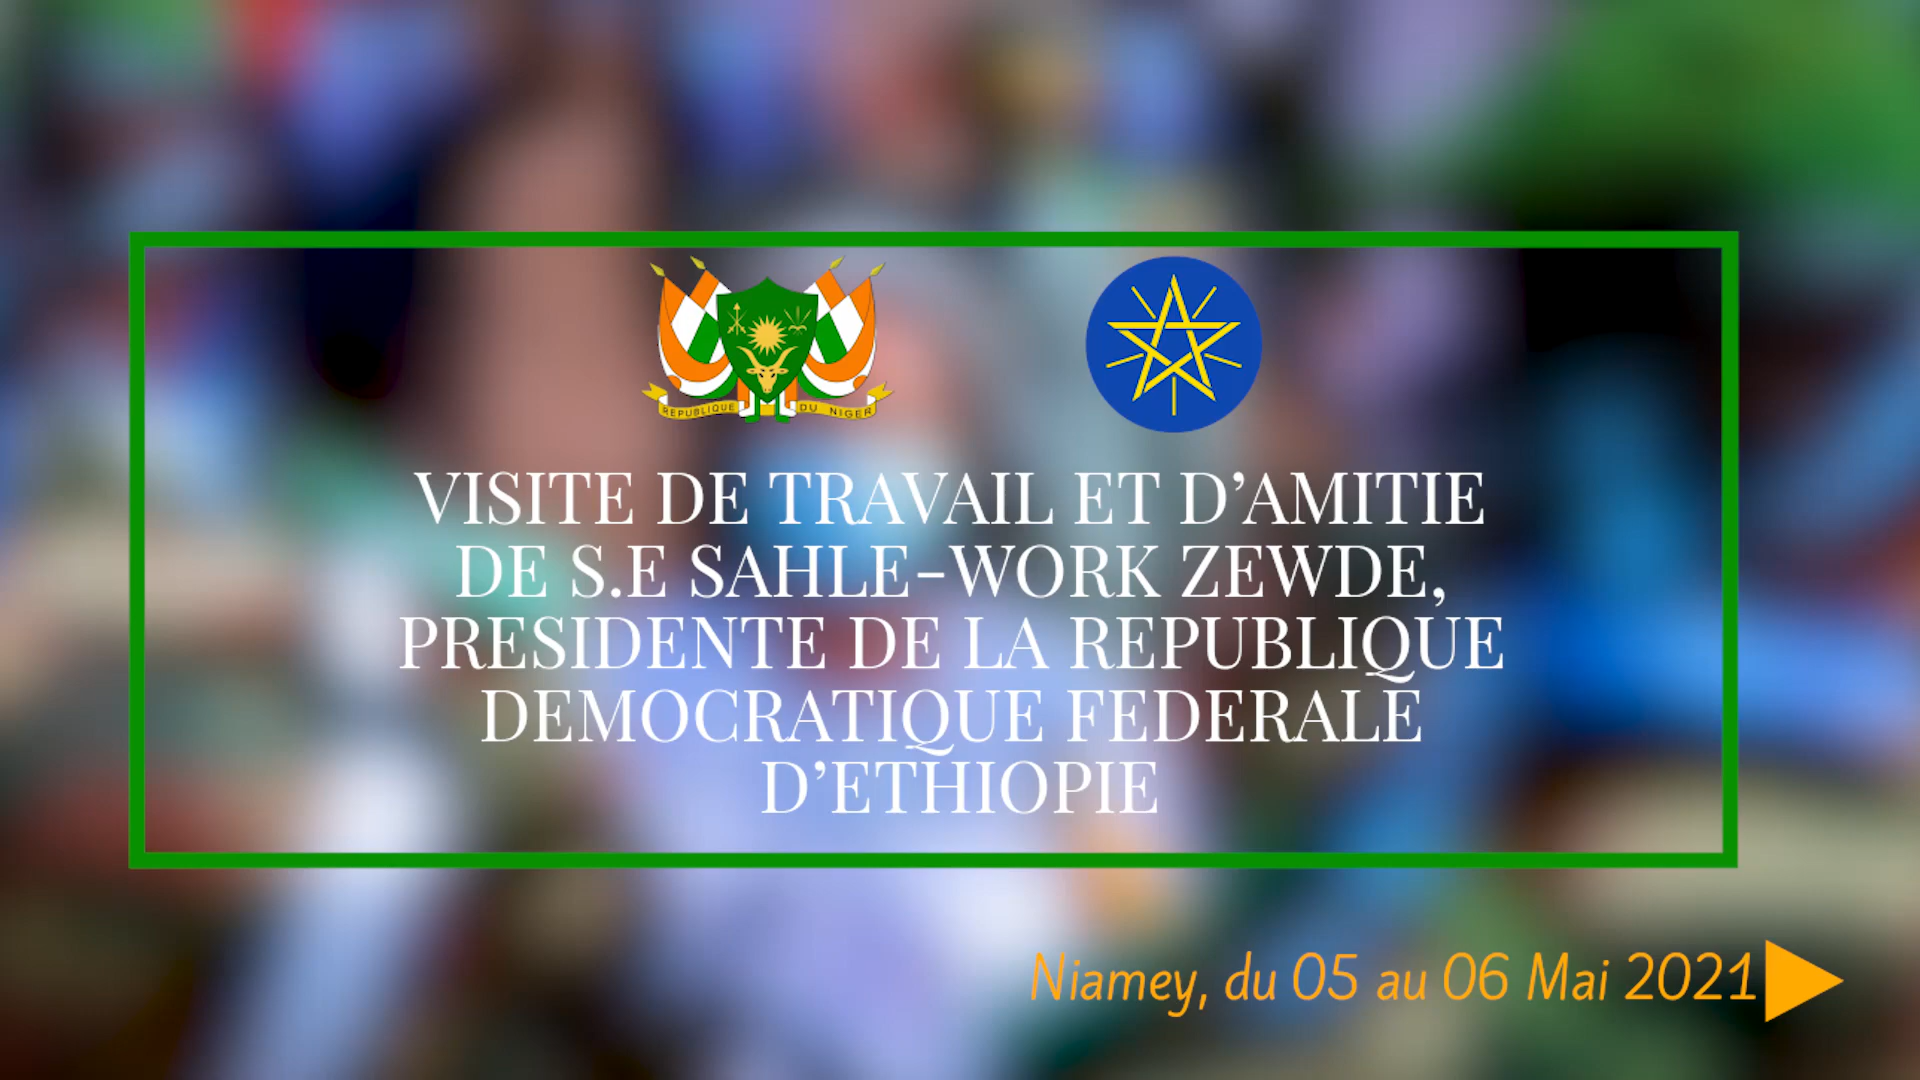 REPUBLIQUE DU NIGER
VISITE DE TRAVAIL ET D’AMITIE
DE S.E SAHLE-WORK ZEWDE,
PRESIDENTE DE LA REPUBLIQUE
DEMOCRATIQUE FEDERALE
D’ETHIOPIE
Niamey, du 05 au 06 Mai 2021